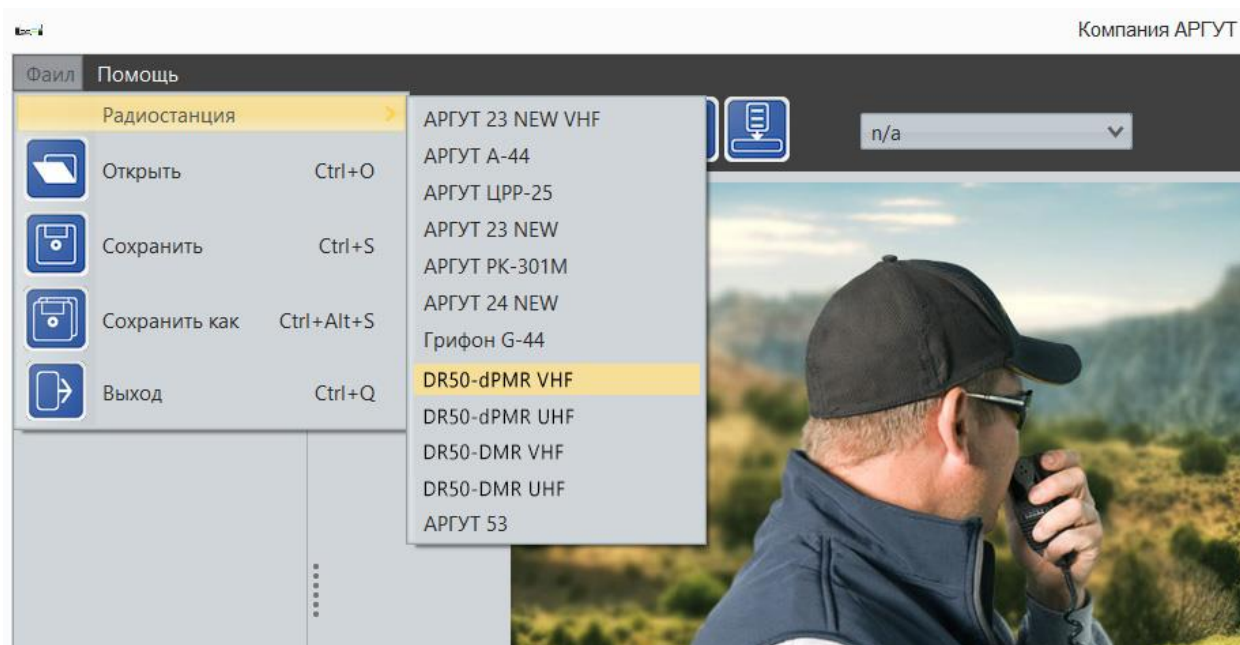 Компания АРГУТ
Фаил Помощь
Радиостанция
Открыть Ctrl+O
Сохранить Ctrl+S
Сохранить как Ctrl+Alt+S
Выход Ctrl+Q
АРГУТ 23 NEW VHF
АРГУТ А-44
АРГУТ ЦРР-25
АРГУТ 23 NEW
АРГУТ РК-301М
АРГУТ 24 NEW
Грифон G-44
DR50-dPMR VHF
DR50-dPMR UHF
DR50-DMR VHF
DR50-DMR UHF
АРГУТ 53
n/a